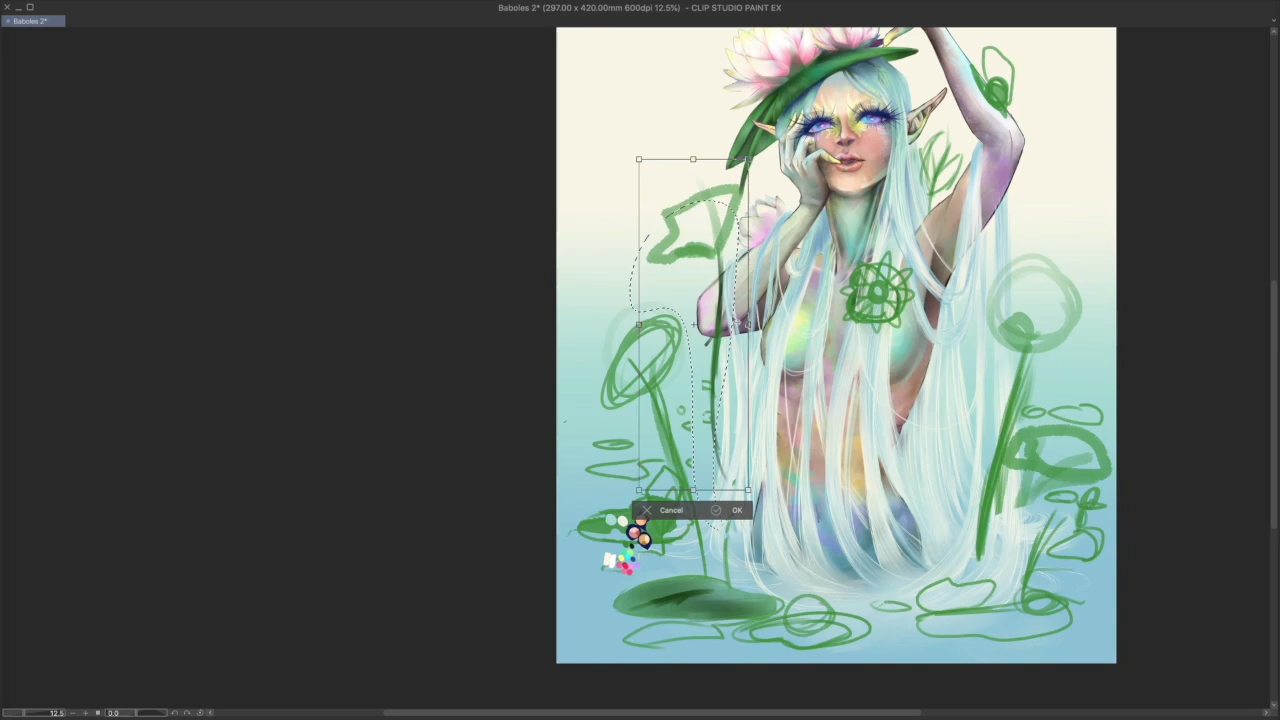 Baboles 2* (297.00 x 420.00mm 600dpi 12.5%) - CLIP STUDIO PAINT EX
Baboles 2*
Cancel OK
12.5 0.0